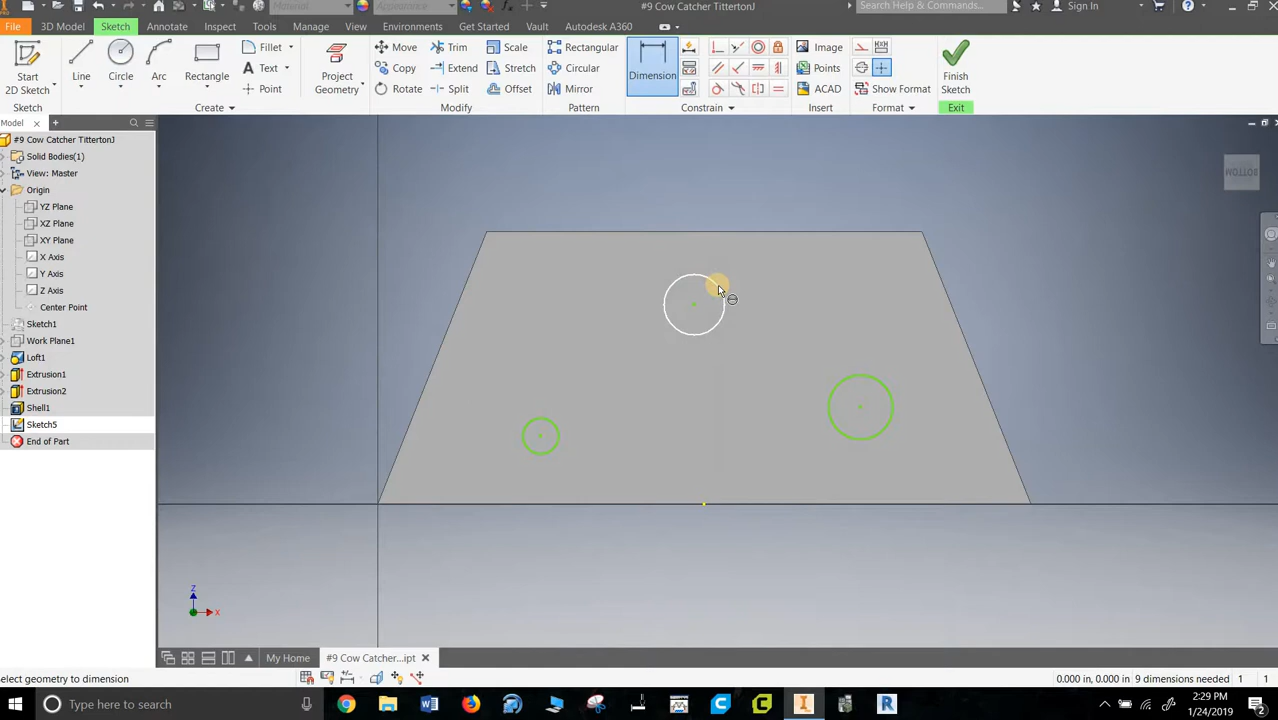 Material
Appearance
#9 Cow Catcher TittertonJ
Search Help & Commands...
Sign In
File
3D Model
Sketch
Annotate
Inspect
Tools
Manage
View
Environments
Get Started
Vault
Autodesk A360
Start
2D Sketch
Line
Circle
Arc
Rectangle
Fillet
Text
Point
Project
Geometry
Move
Copy
Rotate
Trim
Extend
Split
Scale
Stretch
Offset
Rectangular
Circular
Mirror
Dimension
Image
Points
ACAD
Show Format
Finish
Sketch
Sketch
Create
Modify
Pattern
Constrain
Insert
Format
Exit
Model
#9 Cow Catcher TittertonJ
Solid Bodies(1)
View: Master
Origin
YZ Plane
XZ Plane
XY Plane
X Axis
Y Axis
Z Axis
Center Point
Sketch1
Work Plane1
Loft1
Extrusion1
Extrusion2
Shell1
Sketch5
End of Part
BOTTOM
Z
X
My Home
#9 Cow Catcher...ipt
Select geometry to dimension
0.000 in, 0.000 in
9 dimensions needed
1
1
Type here to search
2:29 PM
1/24/2019